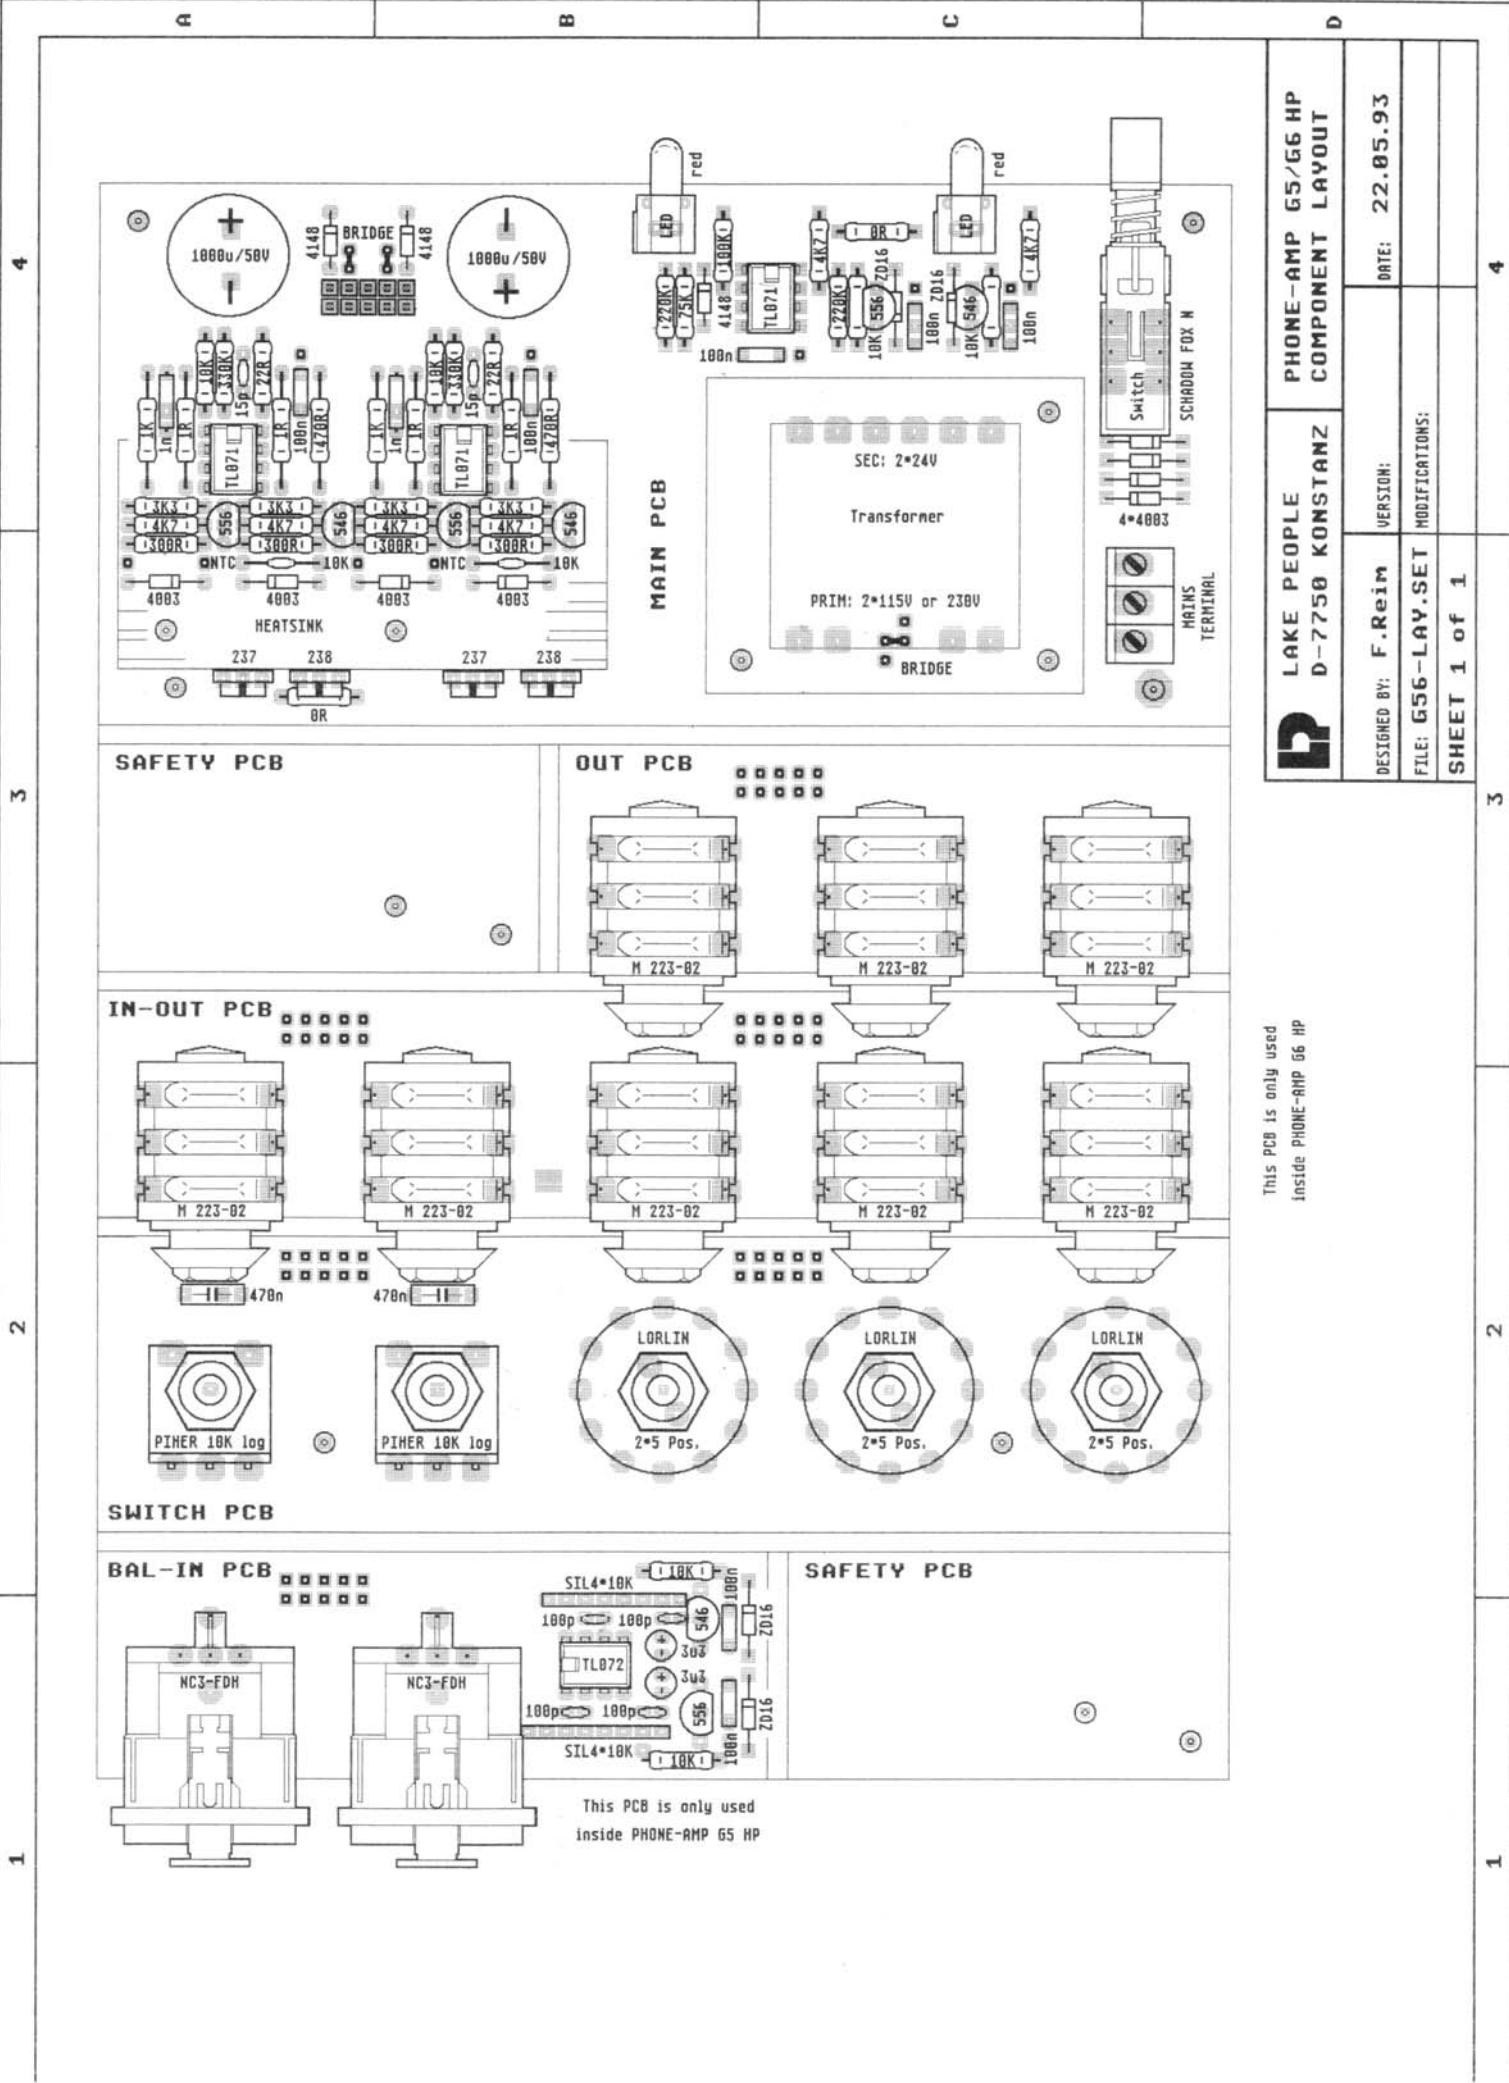 A
B
C
D
4
4
3
3
2
2
1
1
1000u/50V
4148
BRIDGE
4148
1000u/50V
LED
red
LED
red
100K
220K
75K
4148
TL071
100n
4K7
0R
220K
10K
556
ZD16
100n
ZD16
546
10K
100n
4K7
1K
1n
1R
10K
330K
15p
22R
1R
100n
470R
TL071
1K
1n
1R
10K
330K
15p
22R
1R
100n
470R
TL071
3K3
4K7
300R
556
3K3
4K7
300R
546
3K3
4K7
300R
556
3K3
4K7
300R
546
NTC
10K
NTC
10K
4003
4003
4003
4003
HEATSINK
237
238
237
238
0R
MAIN PCB
SEC: 2*24V
Transformer
PRIM: 2*115V or 230V
BRIDGE
Switch
SCHADOW FOX N
4*4003
MAINS
TERMINAL
SAFETY PCB
OUT PCB
M 223-02
M 223-02
M 223-02
IN-OUT PCB
M 223-02
M 223-02
M 223-02
M 223-02
M 223-02
470n
470n
LORLIN
LORLIN
LORLIN
PIHER 10K log
PIHER 10K log
2*5 Pos.
2*5 Pos.
2*5 Pos.
SWITCH PCB
BAL-IN PCB
SIL4*10K
10K
100n
100p
100p
546
ZD16
TL072
3u3
3u3
100p
100p
556
ZD16
SIL4*10K
10K
100n
NC3-FDH
NC3-FDH
SAFETY PCB
This PCB is only used
inside PHONE-AMP G5 HP
This PCB is only used
inside PHONE-AMP G6 HP
LAKE PEOPLE
D-7750 KONSTANZ
PHONE-AMP G5/G6 HP
COMPONENT LAYOUT
DESIGNED BY: F.Reim
VERSION:
DATE: 22.05.93
FILE: G56-LAY.SET
MODIFICATIONS:
SHEET 1 of 1